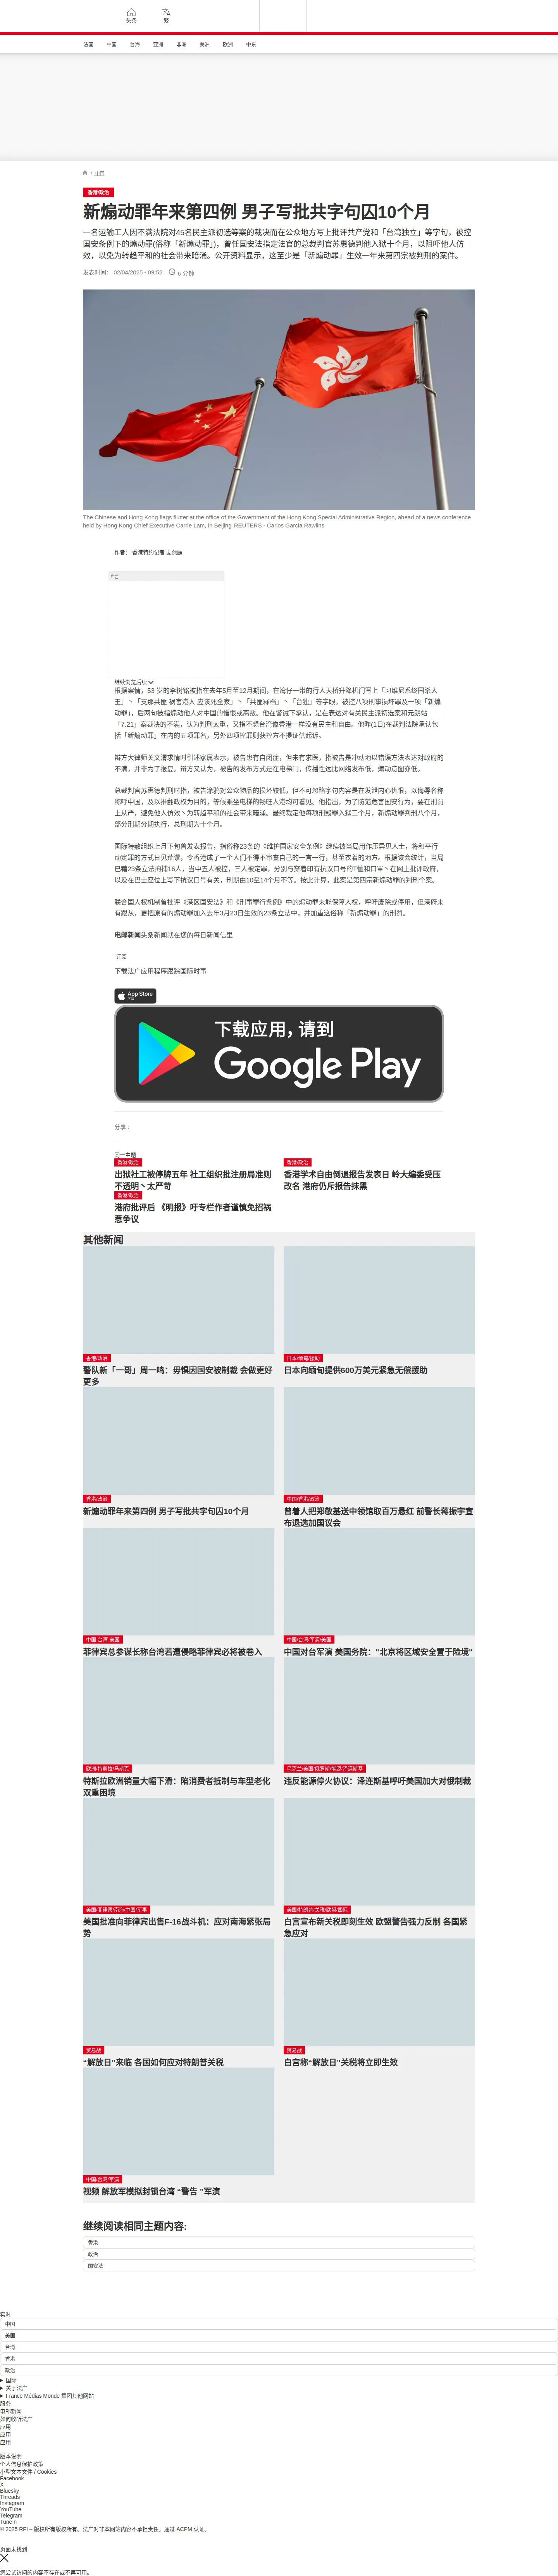 头条
繁
法国
中国
台海
亚洲
非洲
美洲
欧洲
中东
/ 中国
香港/政治
新煽动罪年来第四例 男子写批共字句囚10个月
一名运输工人因不满法院对45名民主派初选等案的裁决而在公众地方写上批评共产党和「台湾独立」等字句，被控
国安条例下的煽动罪(俗称「新煽动罪」)，曾任国安法指定法官的总裁判官苏惠德判他入狱十个月，以阻吓他人仿
效，以免为转趋平和的社会带来暗涌。公开资料显示，这至少是「新煽动罪」生效一年来第四宗被判刑的案件。
发表时间： 02/04/2025 - 09:52
6 分钟
The Chinese and Hong Kong flags flutter at the office of the Government of the Hong Kong Special Administrative Region, ahead of a news conference
held by Hong Kong Chief Executive Carrie Lam, in Beijing REUTERS - Carlos Garcia Rawlins
作者： 香港特约记者 麦燕庭
广告
继续浏览后续
根据案情，53 岁的李树铭被指在去年5月至12月期间，在湾仔一带的行人天桥升降机门写上「习维尼系终国杀人
王」丶「支那共匪 祸害港人 应该死全家」丶「共匪冧档」丶「台独」等字眼，被控八项刑事损坏罪及一项「新煽
动罪」，后两句被指煽动他人对中国的憎恨或离叛。他在警诫下承认，是在表达对有关民主派初选案和元朗站
「7.21」案裁决的不满，认为判刑太重，又指不想台湾像香港一样没有民主和自由。他昨(1日)在裁判法院承认包
括「新煽动罪」在内的五项罪名，另外四项控罪则获控方不提证供起诉。
辩方大律师关文渭求情时引述家属表示，被告患有自闭症，但未有求医，指被告是冲动地以错误方法表达对政府的
不满，并非为了报复。辩方又认为，被告的发布方式是在电梯门，传播性远比网络发布低，煽动意图亦低。
总裁判官苏惠德判刑时指，被告涂鸦对公众物品的损坏较低，但不可忽略字句内容是在发泄内心仇恨，以侮辱名称
称呼中国，及以推翻政权为目的，等候乘坐电梯的畅旺人港均可看见。他指出，为了防范危害国安行为，要在刑罚
上从严，避免他人仿效丶为转趋平和的社会带来暗涌。最终裁定他每项刑毁罪入狱三个月，新煽动罪判刑八个月，
部分刑期分期执行，总刑期为十个月。
国际特赦组织上月下旬曾发表报告，指俗称23条的《维护国家安全条例》继续被当局用作压异见人士，将和平行
动定罪的方式日见荒谬，令香港成了一个人们不得不审查自己的一言一行，甚至衣着的地方。根据该会统计，当局
已藉23条立法拘捕16人，当中五人被控，三人被定罪，分别与穿着印有抗议口号的T恤和口罩丶在网上批评政府，
以及在巴士座位上写下抗议口号有关，刑期由10至14个月不等。按此计算，此案是第四宗新煽动罪的判刑个案。
联合国人权机制曾批评《港区国安法》和《刑事罪行条例》中的煽动罪未能保障人权，呼吁废除或停用，但港府未
有跟从，更把原有的煽动罪加入去年3月23日生效的23条立法中，并加重这俗称「新煽动罪」的刑罚。
电邮新闻头条新闻就在您的每日新闻信里
订阅
下载法广应用程序跟踪国际时事
App Store
下载
下载应用，请到
Google Play
分享 :
同一主题
香港/政治
出狱社工被停牌五年 社工组织批注册局准则
不透明丶太严苛
香港/政治
香港学术自由倒退报告发表日 岭大编委受压
改名 港府仍斥报告抹黑
香港/政治
港府批评后 《明报》吁专栏作者谨慎免招祸
惹争议
其他新闻
香港/政治
警队新「一哥」周一鸣：毋惧因国安被制裁 会做更好
更多
日本/缅甸/援助
日本向缅甸提供600万美元紧急无偿援助
香港/政治
新煽动罪年来第四例 男子写批共字句囚10个月
中国/香港/政治
曾着人把郑敬基送中领馆取百万悬红 前警长蒋振宇宣
布退选加国议会
中国·台湾·美国
菲律宾总参谋长称台湾若遭侵略菲律宾必将被卷入
中国/台湾/军演/美国
中国对台军演 美国务院："北京将区域安全置于险境"
欧洲/特斯拉/马斯克
特斯拉欧洲销量大幅下滑：陷消费者抵制与车型老化
双重困境
乌克兰/美国/俄罗斯/能源/泽连斯基
违反能源停火协议：泽连斯基呼吁美国加大对俄制裁
美国/菲律宾/南海/中国/军事
美国批准向菲律宾出售F-16战斗机：应对南海紧张局
势
美国/特朗普/关税/欧盟/国际
白宫宣布新关税即刻生效 欧盟警告强力反制 各国紧
急应对
贸易战
“解放日”来临 各国如何应对特朗普关税
贸易战
白宫称“解放日”关税将立即生效
中国/台湾/军演
视频 解放军模拟封锁台湾 “警告 ”军演
继续阅读相同主题内容:
香港
政治
国安法
实时
中国
美国
台湾
香港
政治
国际
关于法广
France Médias Monde 集团其他网站
服务
电邮新闻
如何收听法广
应用
应用
应用
版本说明
个人信息保护政策
小型文本文件 / Cookies
Facebook
X
Bluesky
Threads
Instagram
YouTube
Telegram
TuneIn
© 2025 RFI – 版权所有版权所有。法广对非本网站内容不承担责任。通过 ACPM 认证。
页面未找到
您尝试访问的内容不存在或不再可用。